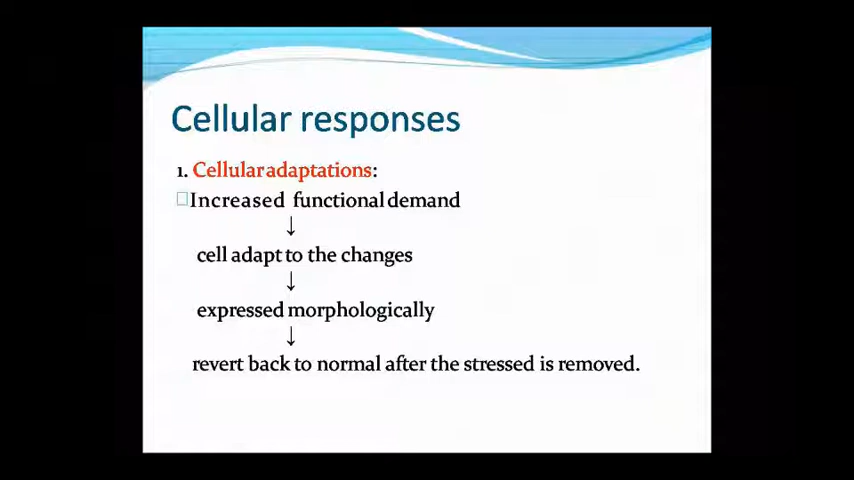 Cellular responses
1. Cellular adaptations:
Increased functional demand
↓
cell adapt to the changes
↓
expressed morphologically
↓
revert back to normal after the stressed is removed.